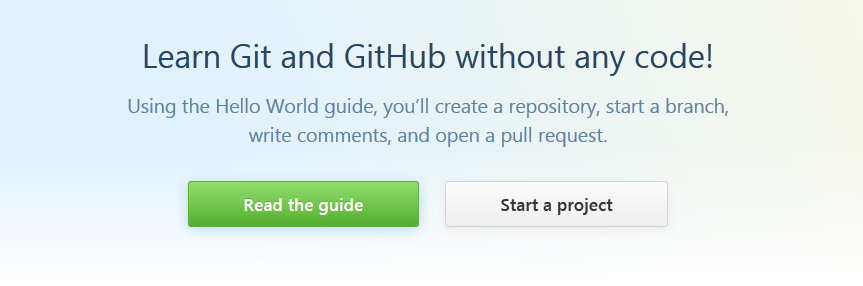 Learn Git and GitHub without any code!
Using the Hello World guide, you’ll create a repository, start a branch,
write comments, and open a pull request.
Read the guide
Start a project